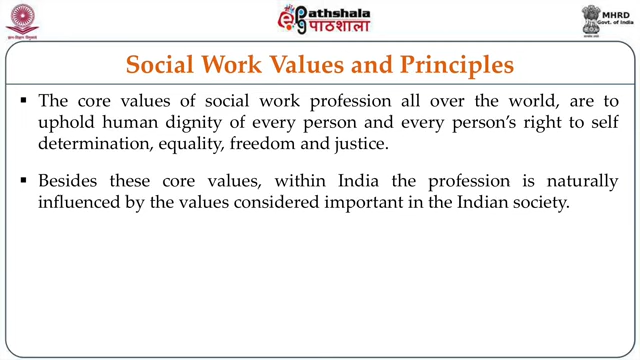 ePathshala
पाठशाला
MHRD
Govt. of India
Social Work Values and Principles
▪ The core values of social work profession all over the world, are to
uphold human dignity of every person and every person's right to self
determination, equality, freedom and justice.
▪ Besides these core values, within India the profession is naturally
influenced by the values considered important in the Indian society.